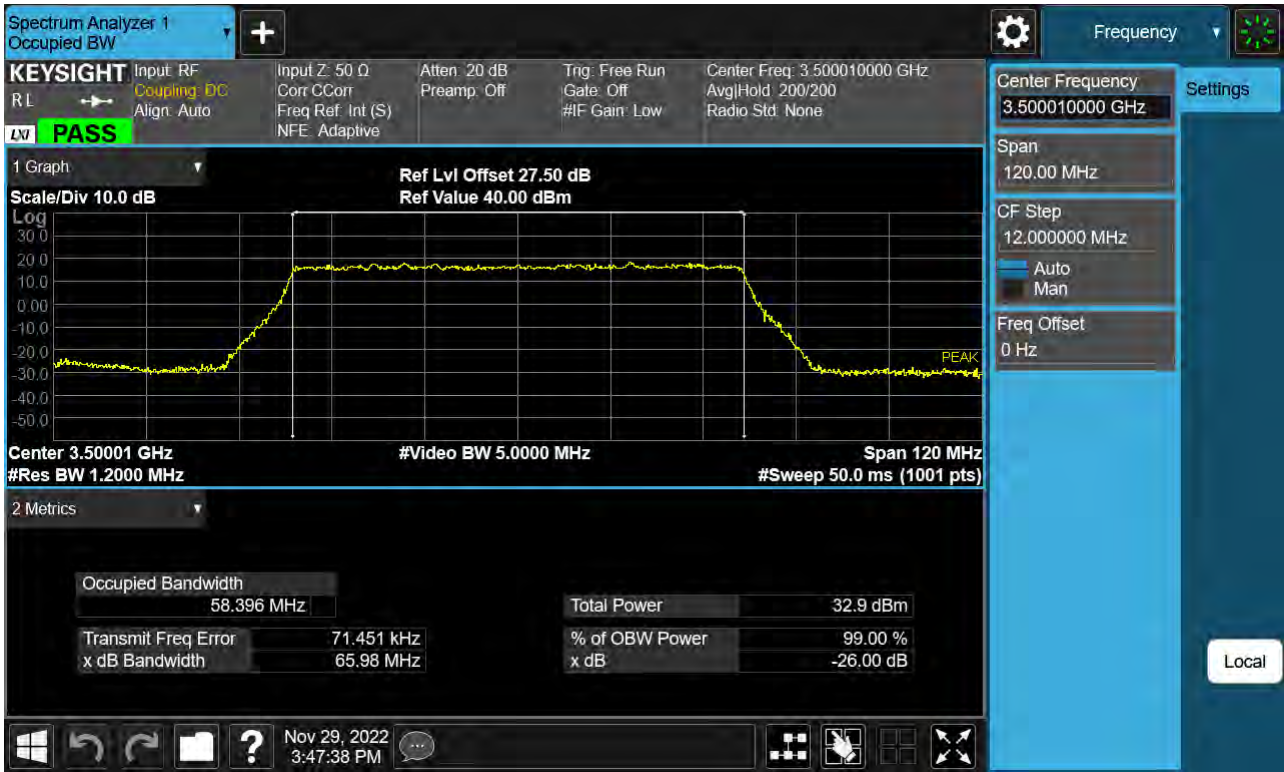 Spectrum Analyzer 1
Occupied BW
Frequency
KEYSIGHT
RL
LXI
PASS
Input: RF
Coupling: DC
Align: Auto
Input Z: 50 Ω
Corr CCorr
Freq Ref: Int (S)
NFE: Adaptive
Atten: 20 dB
Preamp: Off
Trig: Free Run
Gate: Off
#IF Gain: Low
Center Freq: 3.500010000 GHz
Avg|Hold: 200/200
Radio Std: None
Center Frequency
3.500010000 GHz
Settings
Span
120.00 MHz
CF Step
12.000000 MHz
Auto
Man
Freq Offset
0 Hz
Local
1 Graph
Scale/Div 10.0 dB
Ref Lvl Offset 27.50 dB
Ref Value 40.00 dBm
Log
30.0
20.0
10.0
0.00
-10.0
-20.0
-30.0
-40.0
-50.0
PEAK
Center 3.50001 GHz
#Video BW 5.0000 MHz
Span 120 MHz
#Res BW 1.2000 MHz
#Sweep 50.0 ms (1001 pts)
2 Metrics
Occupied Bandwidth
58.396 MHz
Total Power 32.9 dBm
Transmit Freq Error 71.451 kHz
% of OBW Power 99.00 %
x dB Bandwidth 65.98 MHz
x dB -26.00 dB
?
Nov 29, 2022
3:47:38 PM